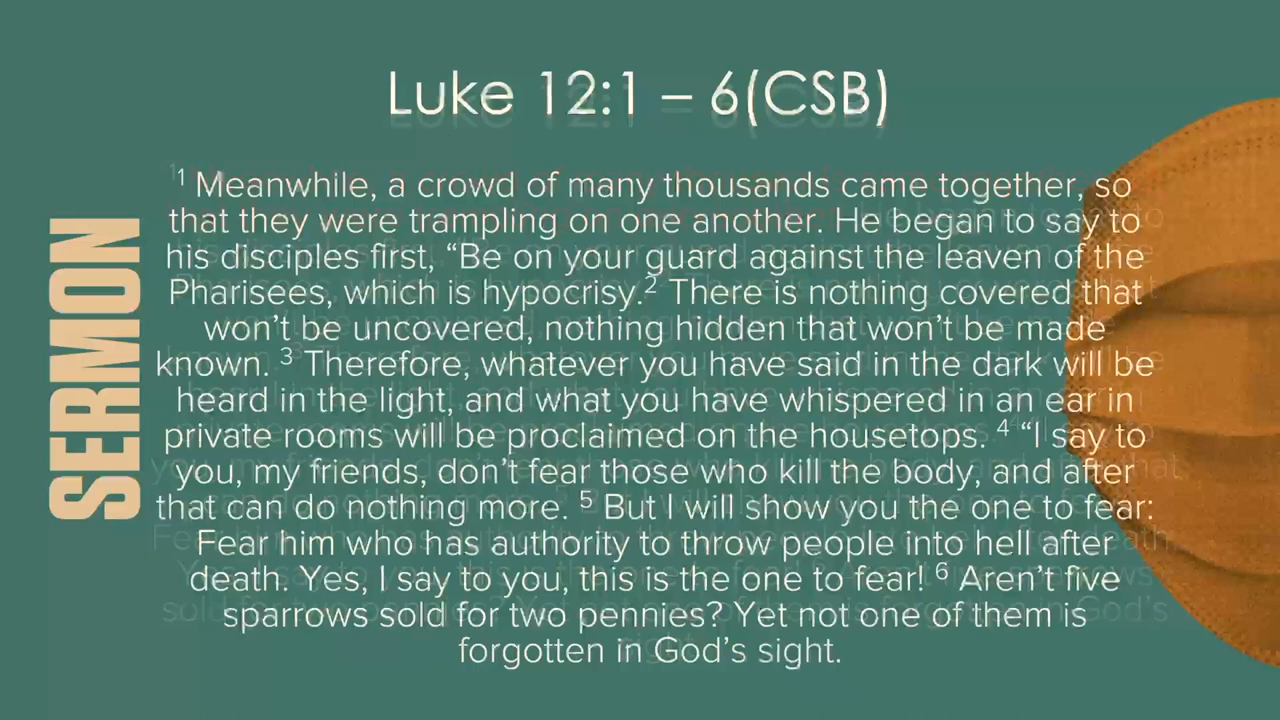 Luke 12:1 – 6(CSB)
SERMON
¹ Meanwhile, a crowd of many thousands came together, so
that they were trampling on one another. He began to say to
his disciples first, “Be on your guard against the leaven of the
Pharisees, which is hypocrisy.² There is nothing covered that
won’t be uncovered, nothing hidden that won’t be made
known. ³ Therefore, whatever you have said in the dark will be
heard in the light, and what you have whispered in an ear in
private rooms will be proclaimed on the housetops. ⁴ “I say to
you, my friends, don’t fear those who kill the body, and after
that can do nothing more. ⁵ But I will show you the one to fear:
Fear him who has authority to throw people into hell after
death. Yes, I say to you, this is the one to fear! ⁶ Aren’t five
sparrows sold for two pennies? Yet not one of them is
forgotten in God’s sight.